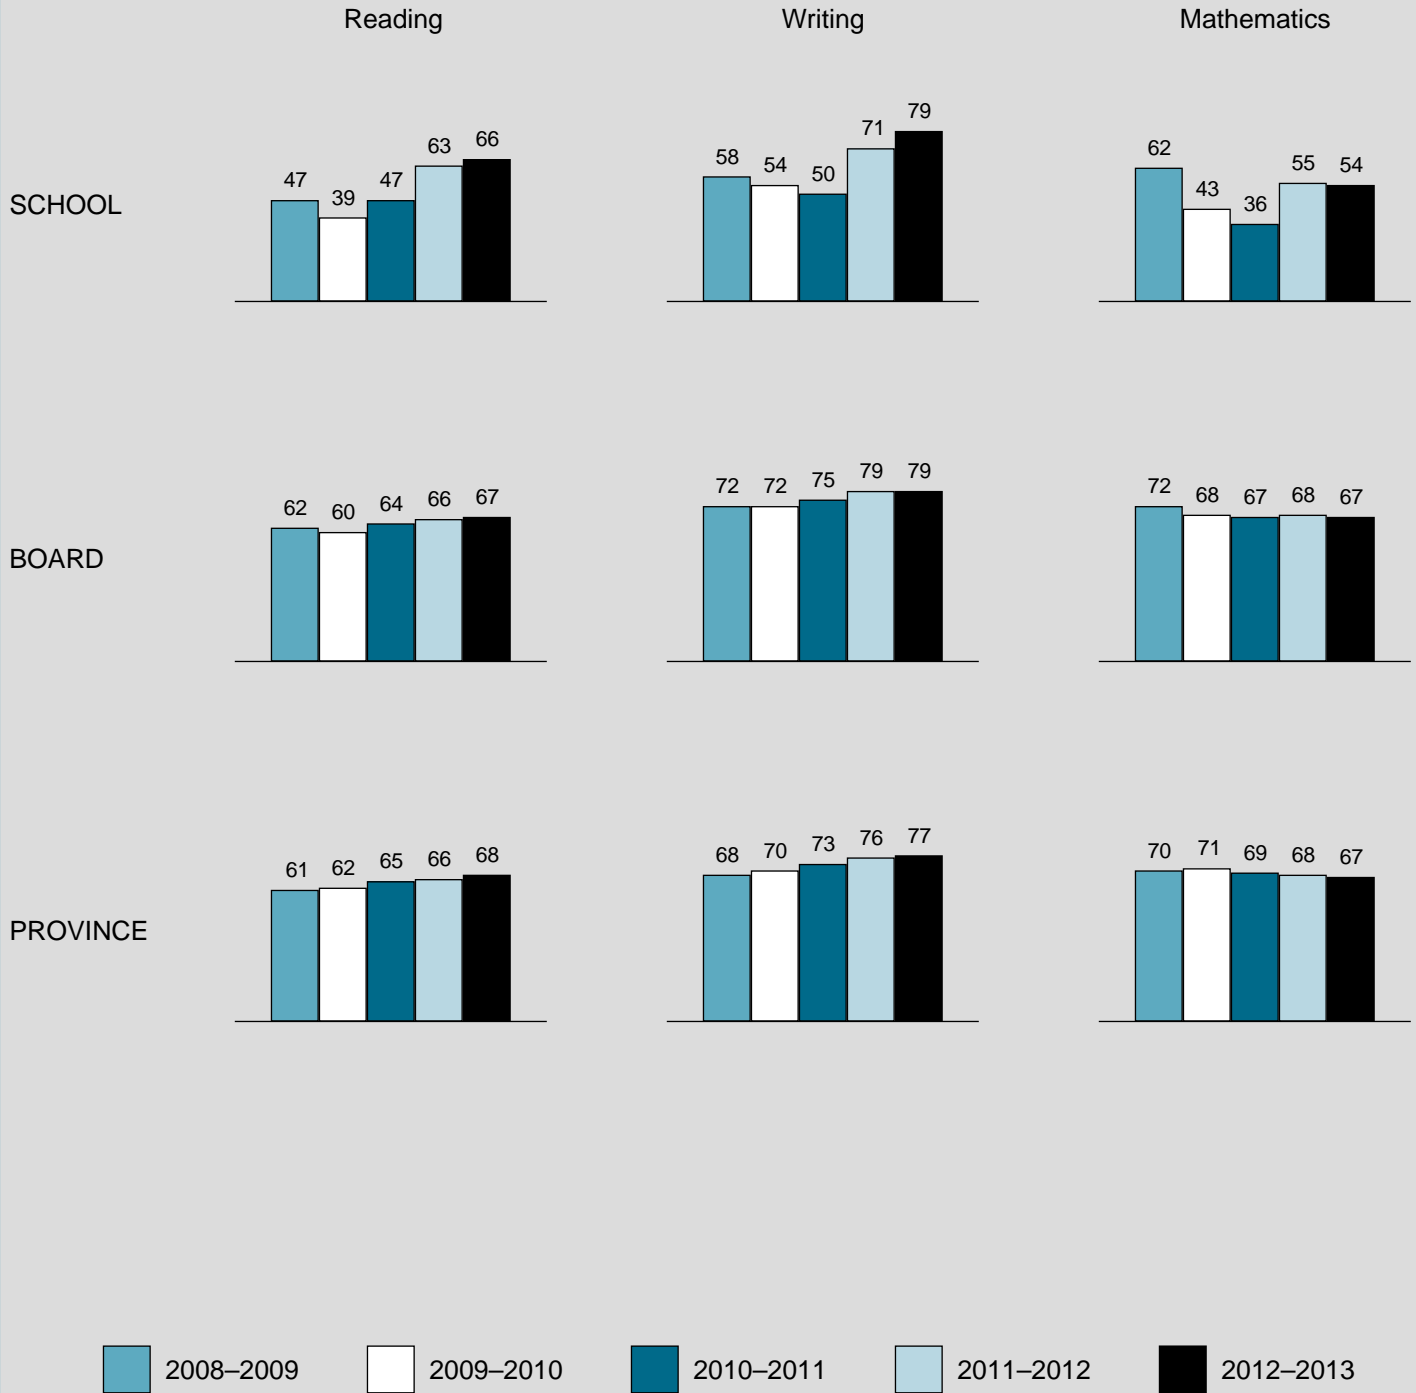 Reading Writing Mathematics
SCHOOL
47 39 47 63 66
58 54 50 71 79
62 43 36 55 54
BOARD
62 60 64 66 67
72 72 75 79 79
72 68 67 68 67
PROVINCE
61 62 65 66 68
68 70 73 76 77
70 71 69 68 67
2008–2009 2009–2010 2010–2011 2011–2012 2012–2013